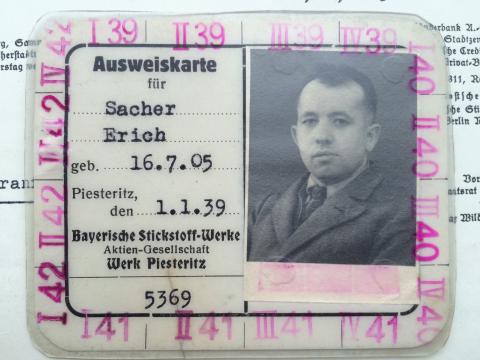 I 39 II 39 III 39 IV 39
Ausweiskarte
für
Sacher
Erich
geb. 16.7.05
Piesteritz,
den 1.1.39
Bayerische Stickstoff-Werke
Aktien-Gesellschaft
Werk Piesteritz
5369
I 40 II 40 III 40 IV 40
I 41 II 41 III 41 IV 41
I 42 II 42 III 42 IV 42